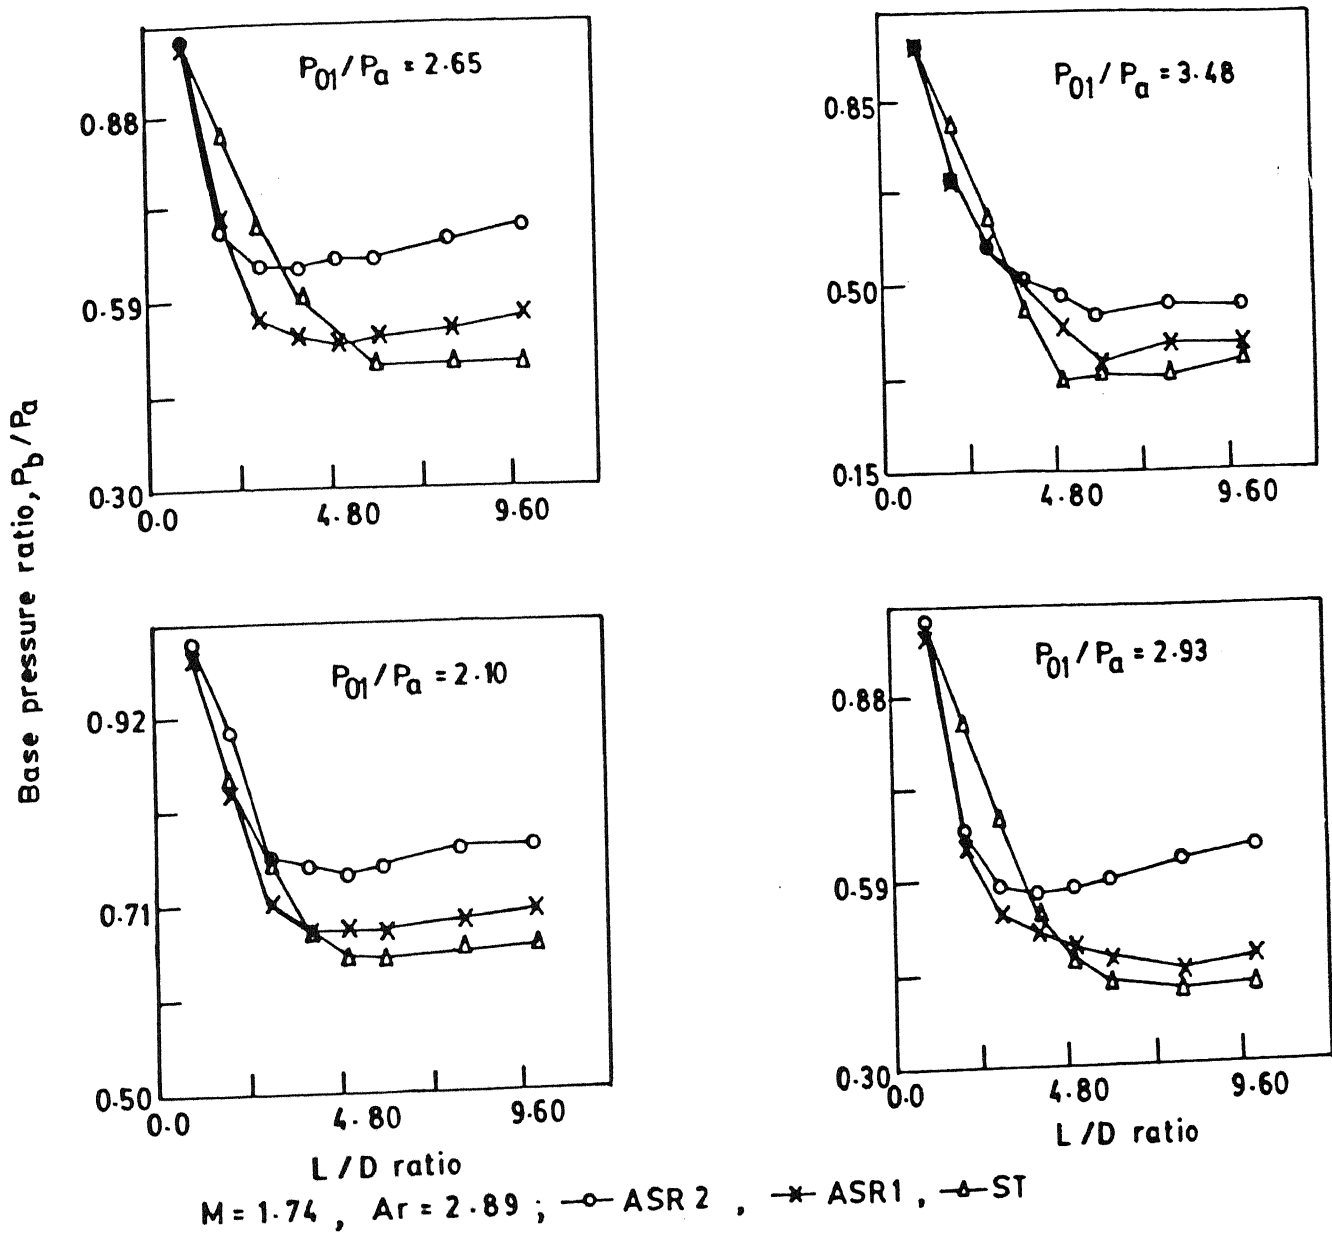 P01/Pa = 2.65
0.88
0.59
0.30
0.0 4.80 9.60
P01/Pa = 3.48
0.85
0.50
0.15
0.0 4.80 9.60
Base pressure ratio, Pb/Pa
P01/Pa = 2.10
0.92
0.71
0.50
0.0 4.80 9.60
L/D ratio
P01/Pa = 2.93
0.88
0.59
0.30
0.0 4.80 9.60
L/D ratio
M = 1.74 , Ar = 2.89 ; ASR 2 , ASR1 , ST